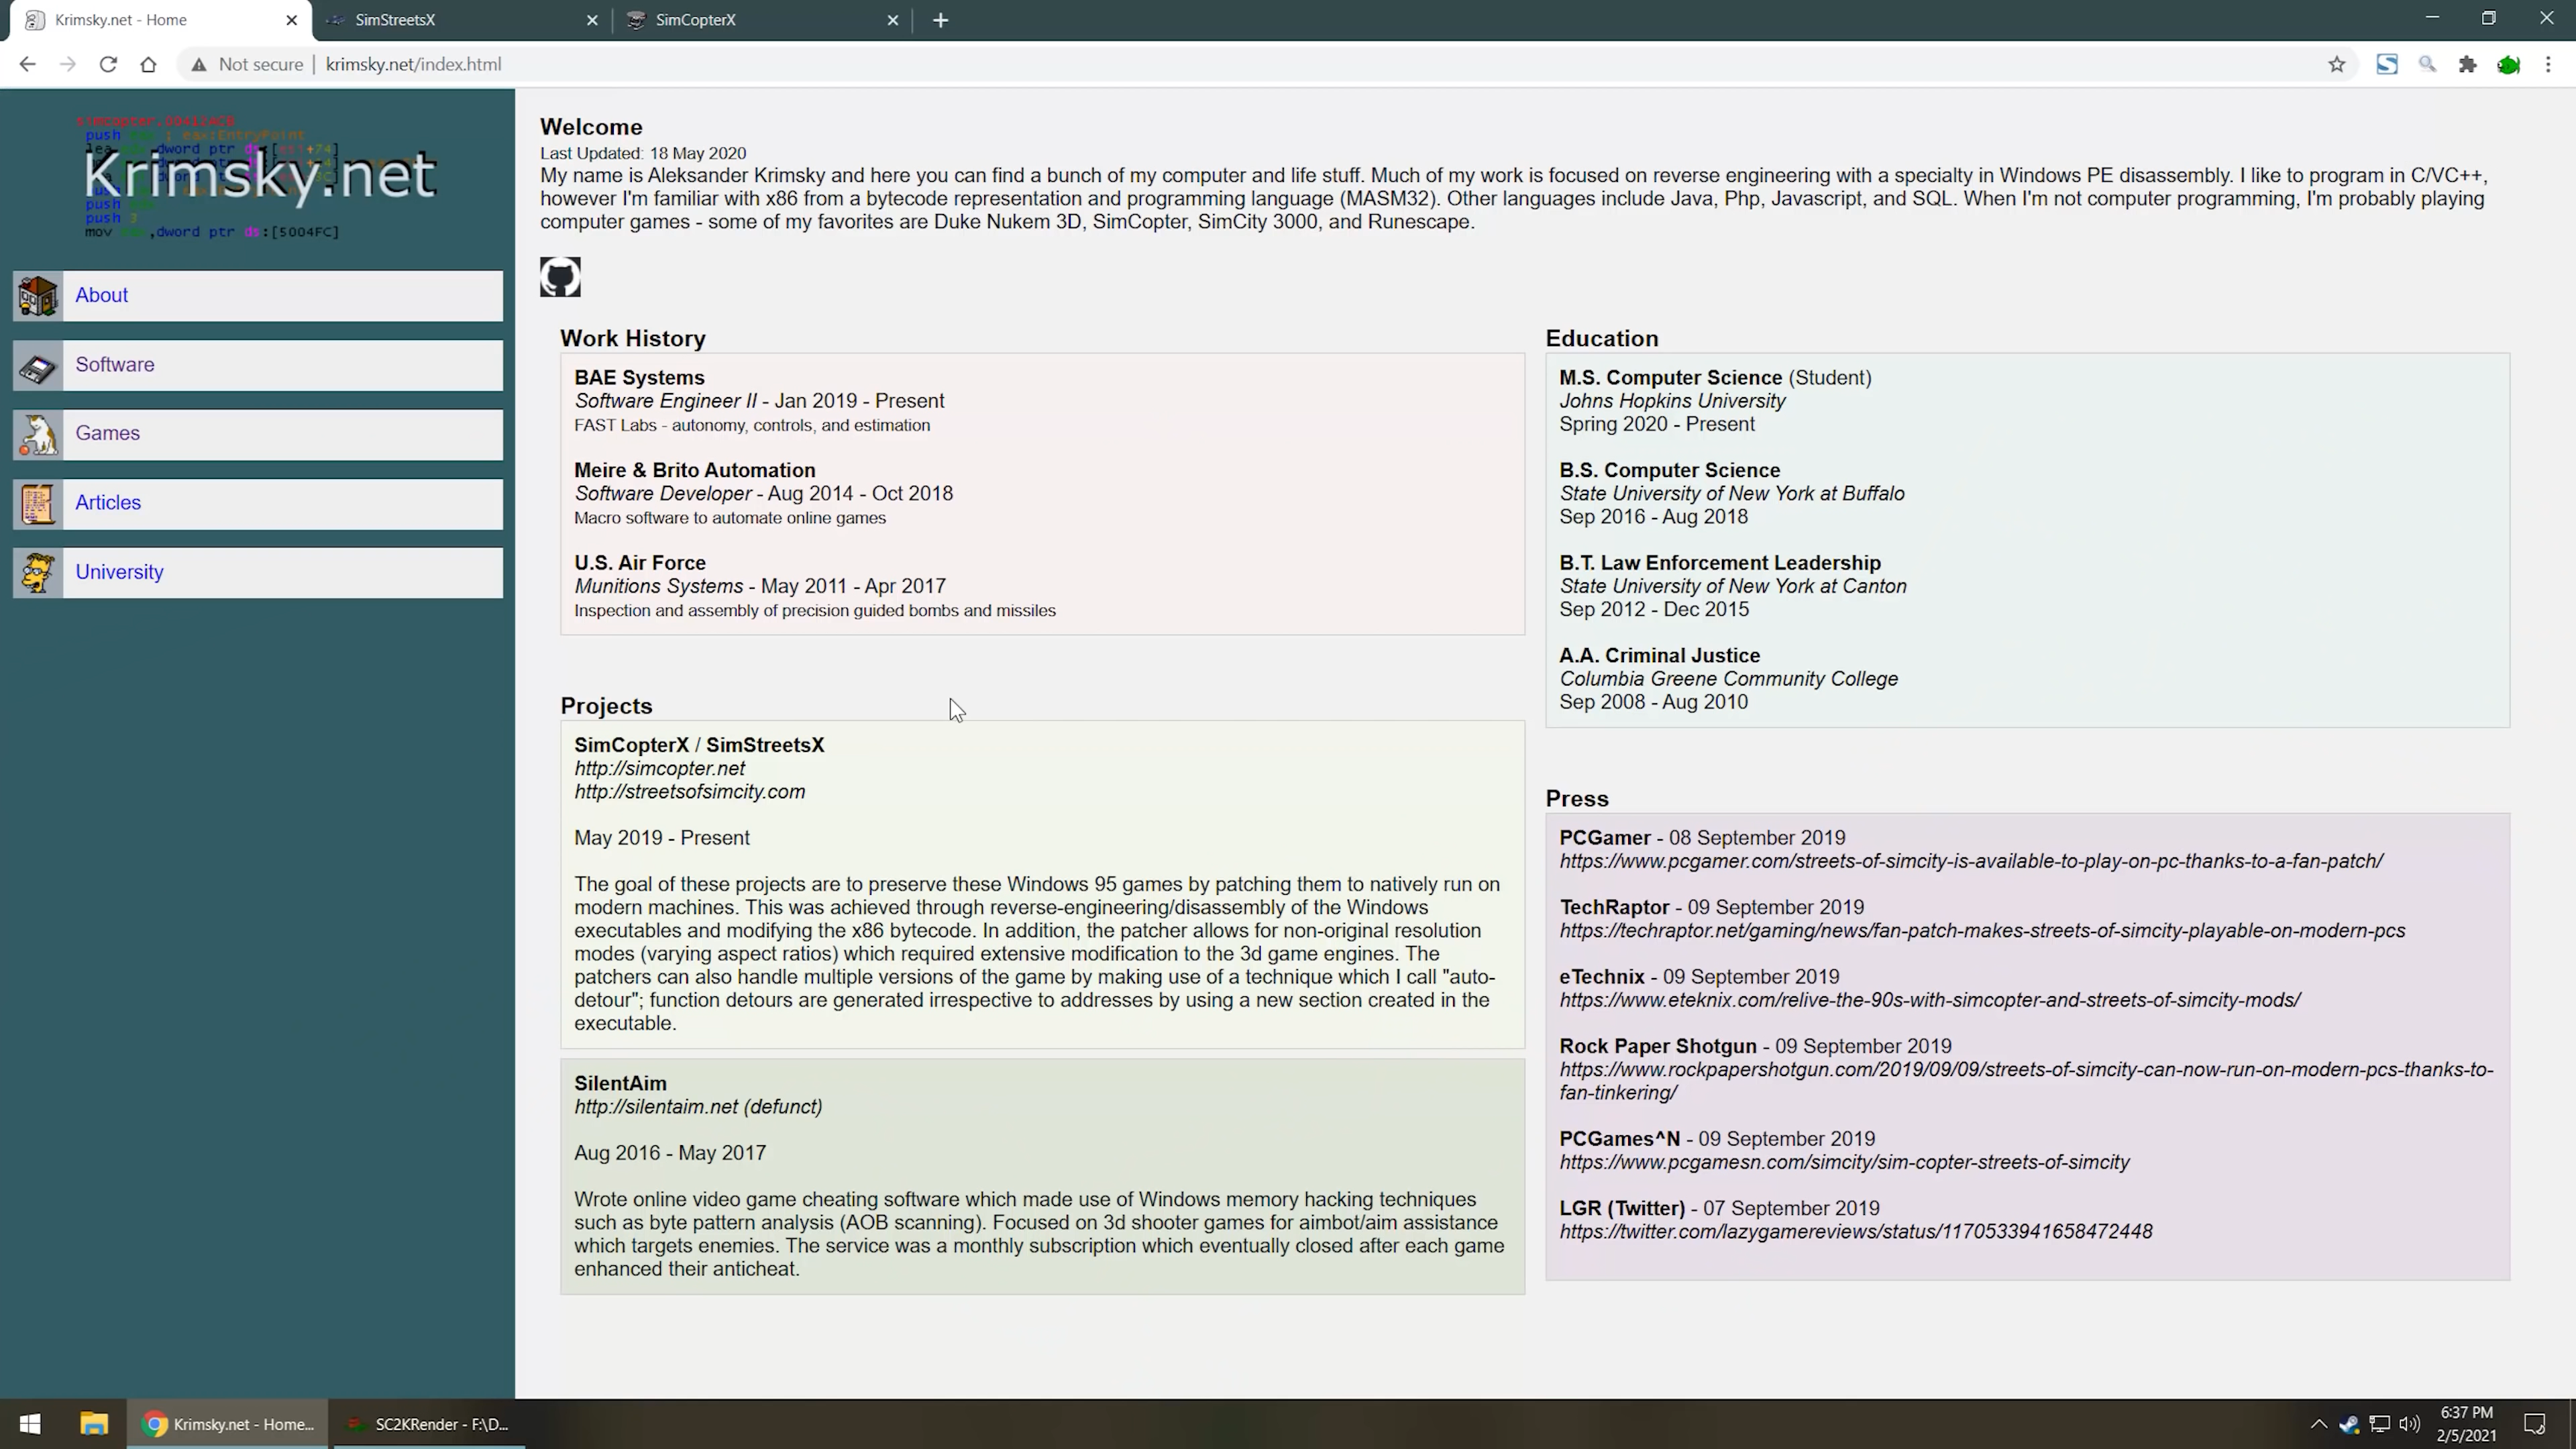 Krimsky.net - Home
SimStreetsX
SimCopterX
Not secure
krimsky.net/index.html
push
push 3
mov ,dword ptr ds:[5004FC]
Krimsky.net
About
Software
Games
Articles
University
Welcome
Last Updated: 18 May 2020
My name is Aleksander Krimsky and here you can find a bunch of my computer and life stuff. Much of my work is focused on reverse engineering with a specialty in Windows PE disassembly. I like to program in C/VC++,
however I'm familiar with x86 from a bytecode representation and programming language (MASM32). Other languages include Java, Php, Javascript, and SQL. When I'm not computer programming, I'm probably playing
computer games - some of my favorites are Duke Nukem 3D, SimCopter, SimCity 3000, and Runescape.
Work History
BAE Systems
Software Engineer II - Jan 2019 - Present
FAST Labs - autonomy, controls, and estimation
Meire & Brito Automation
Software Developer - Aug 2014 - Oct 2018
Macro software to automate online games
U.S. Air Force
Munitions Systems - May 2011 - Apr 2017
Inspection and assembly of precision guided bombs and missiles
Projects
SimCopterX / SimStreetsX
http://simcopter.net
http://streetsofsimcity.com
May 2019 - Present
The goal of these projects are to preserve these Windows 95 games by patching them to natively run on
modern machines. This was achieved through reverse-engineering/disassembly of the Windows
executables and modifying the x86 bytecode. In addition, the patcher allows for non-original resolution
modes (varying aspect ratios) which required extensive modification to the 3d game engines. The
patchers can also handle multiple versions of the game by making use of a technique which I call "auto-
detour"; function detours are generated irrespective to addresses by using a new section created in the
executable.
SilentAim
http://silentaim.net (defunct)
Aug 2016 - May 2017
Wrote online video game cheating software which made use of Windows memory hacking techniques
such as byte pattern analysis (AOB scanning). Focused on 3d shooter games for aimbot/aim assistance
which targets enemies. The service was a monthly subscription which eventually closed after each game
enhanced their anticheat.
Education
M.S. Computer Science (Student)
Johns Hopkins University
Spring 2020 - Present
B.S. Computer Science
State University of New York at Buffalo
Sep 2016 - Aug 2018
B.T. Law Enforcement Leadership
State University of New York at Canton
Sep 2012 - Dec 2015
A.A. Criminal Justice
Columbia Greene Community College
Sep 2008 - Aug 2010
Press
PCGamer - 08 September 2019
https://www.pcgamer.com/streets-of-simcity-is-available-to-play-on-pc-thanks-to-a-fan-patch/
TechRaptor - 09 September 2019
https://techraptor.net/gaming/news/fan-patch-makes-streets-of-simcity-playable-on-modern-pcs
eTechnix - 09 September 2019
https://www.eteknix.com/relive-the-90s-with-simcopter-and-streets-of-simcity-mods/
Rock Paper Shotgun - 09 September 2019
https://www.rockpapershotgun.com/2019/09/09/streets-of-simcity-can-now-run-on-modern-pcs-thanks-to-
fan-tinkering/
PCGames^N - 09 September 2019
https://www.pcgamesn.com/simcity/sim-copter-streets-of-simcity
LGR (Twitter) - 07 September 2019
https://twitter.com/lazygamereviews/status/1170533941658472448
Krimsky.net - Home...
SC2KRender - F:\D...
6:37 PM
2/5/2021